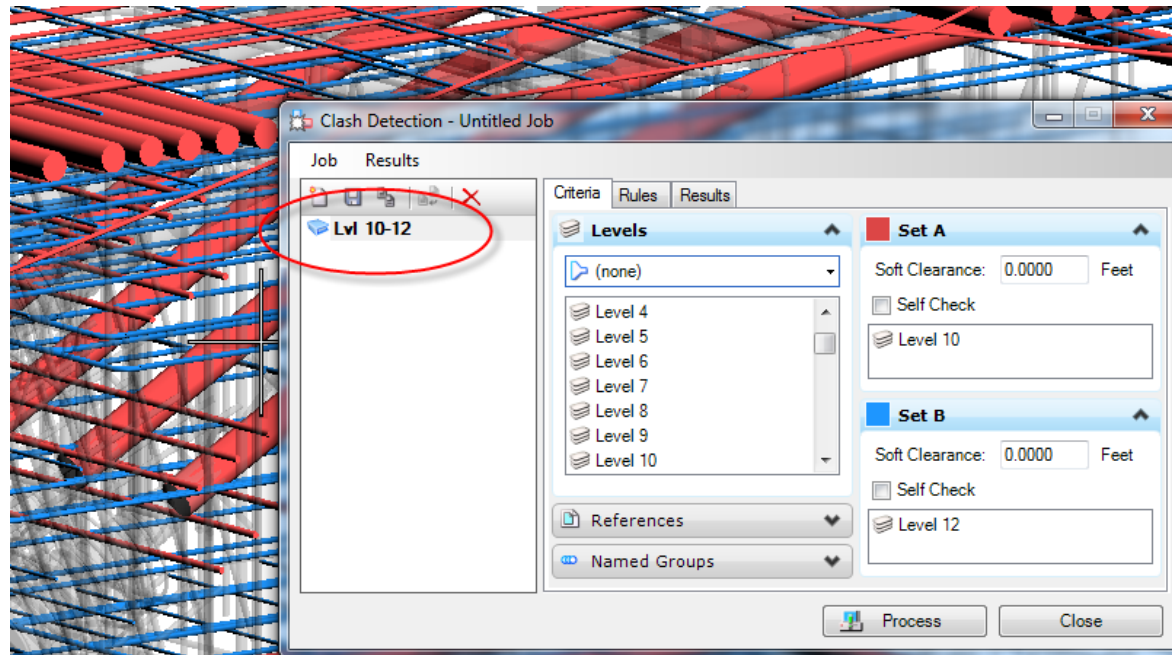 Clash Detection - Untitled Job
Job Results
Lvl 10-12
Criteria Rules Results
Levels
(none)
Level 4
Level 5
Level 6
Level 7
Level 8
Level 9
Level 10
References
Named Groups
Set A
Soft Clearance: 0.0000 Feet
Self Check
Level 10
Set B
Soft Clearance: 0.0000 Feet
Self Check
Level 12
Process Close